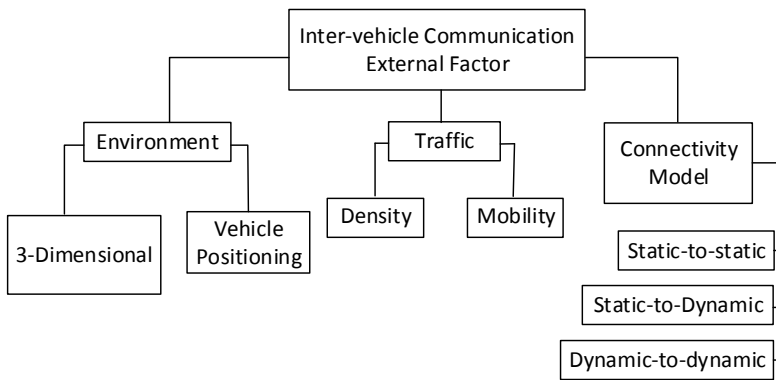 Inter-vehicle Communication
External Factor
Environment
Traffic
Connectivity
Model
3-Dimensional
Vehicle
Positioning
Density
Mobility
Static-to-static
Static-to-Dynamic
Dynamic-to-dynamic